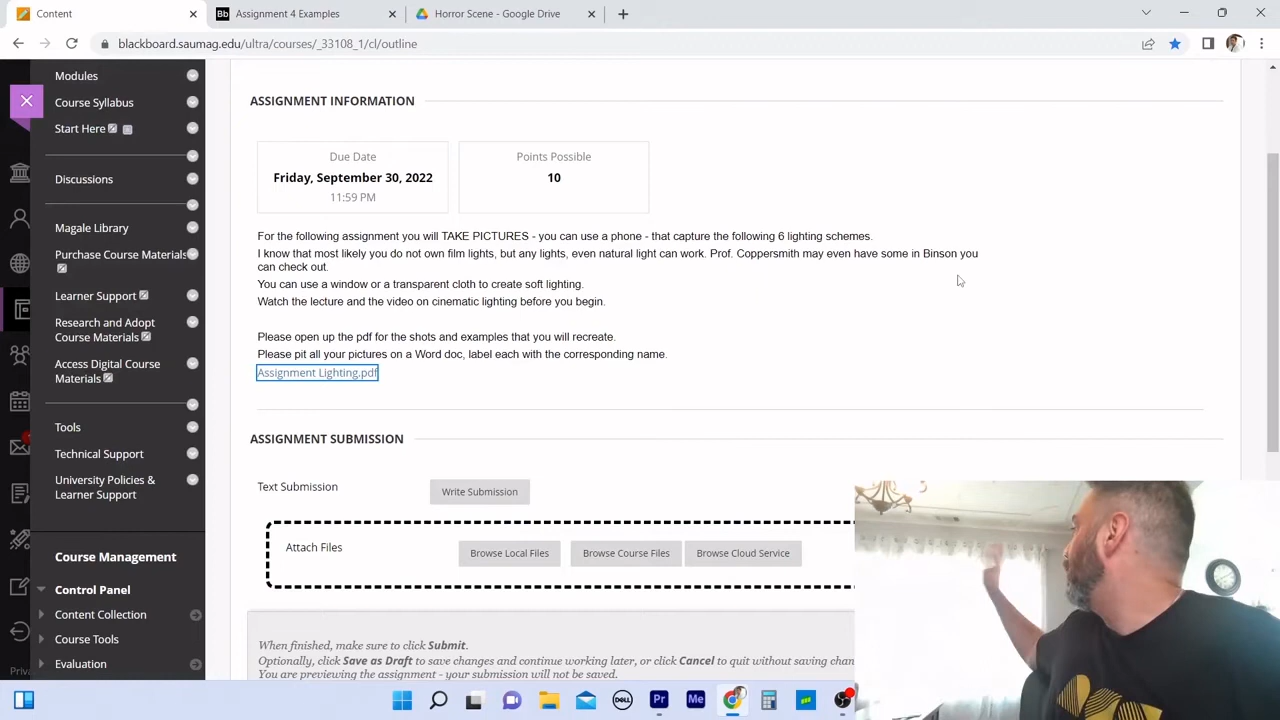 Content
Assignment 4 Examples
Horror Scene - Google Drive
blackboard.saumag.edu/ultra/courses/_33108_1/cl/outline
Modules
Course Syllabus
Start Here
Discussions
Magale Library
Purchase Course Materials
Learner Support
Research and Adopt
Course Materials
Access Digital Course
Materials
Tools
Technical Support
University Policies &
Learner Support
Course Management
Control Panel
Content Collection
Course Tools
Evaluation
ASSIGNMENT INFORMATION
Due Date
Friday, September 30, 2022
11:59 PM
Points Possible
10
For the following assignment you will TAKE PICTURES - you can use a phone - that capture the following 6 lighting schemes.
I know that most likely you do not own film lights, but any lights, even natural light can work. Prof. Coppersmith may even have some in Binson you
can check out.
You can use a window or a transparent cloth to create soft lighting.
Watch the lecture and the video on cinematic lighting before you begin.
Please open up the pdf for the shots and examples that you will recreate.
Please pit all your pictures on a Word doc, label each with the corresponding name.
Assignment Lighting.pdf
ASSIGNMENT SUBMISSION
Text Submission
Write Submission
Attach Files
Browse Local Files
Browse Course Files
Browse Cloud Service
When finished, make sure to click Submit.
Optionally, click Save as Draft to save changes and continue working later, or click Cancel to quit without saving
You are previewing the assignment - your submission will not be saved.
Bb
DELL
Pr
Me